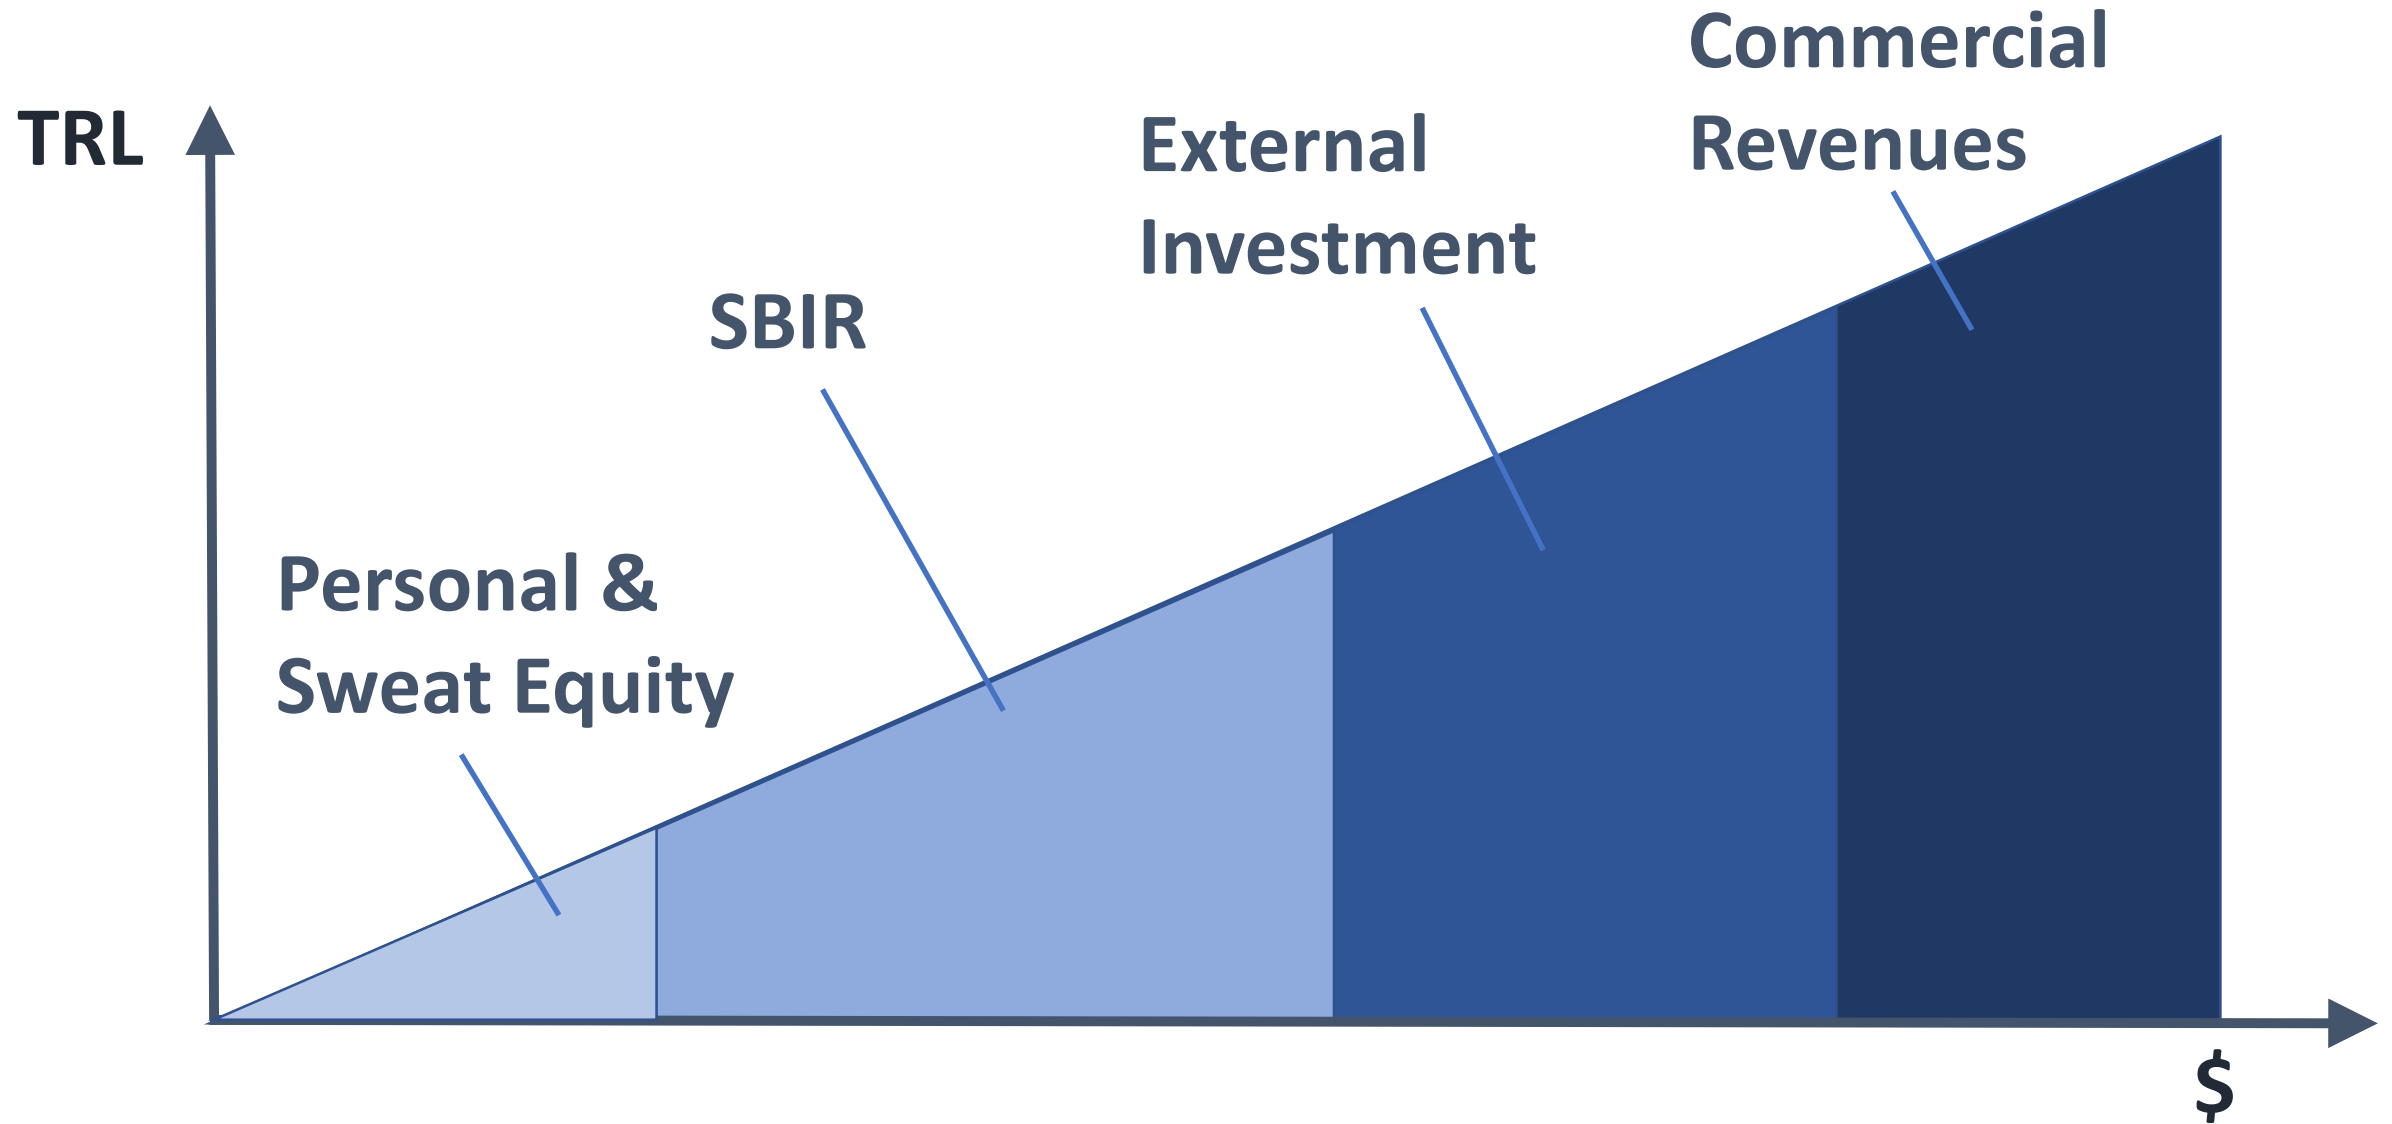 Commercial
Revenues
TRL
External
Investment
SBIR
Personal &
Sweat Equity
$